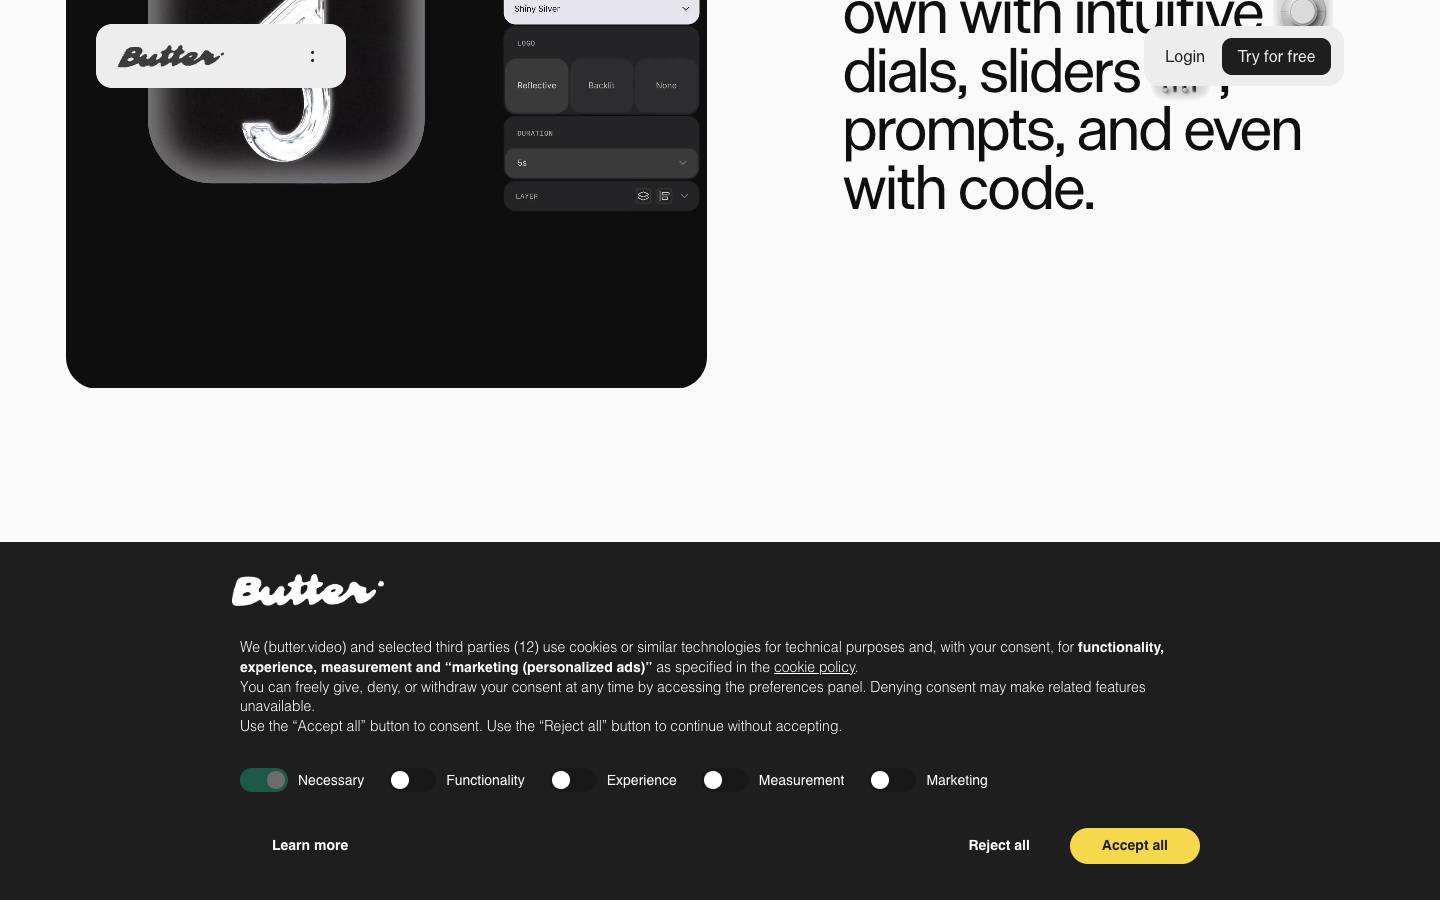 Shiny Silver
LOGO
Reflective
Backlit
None
DURATION
5s
LAYER
Butter
:
own with intuitive
dials, sliders ,
prompts, and even
with code.
Login
Try for free
Butter
We (butter.video) and selected third parties (12) use cookies or similar technologies for technical purposes and, with your consent, for functionality,
experience, measurement and “marketing (personalized ads)” as specified in the cookie policy.
You can freely give, deny, or withdraw your consent at any time by accessing the preferences panel. Denying consent may make related features
unavailable.
Use the “Accept all” button to consent. Use the “Reject all” button to continue without accepting.
Necessary
Functionality
Experience
Measurement
Marketing
Learn more
Reject all
Accept all